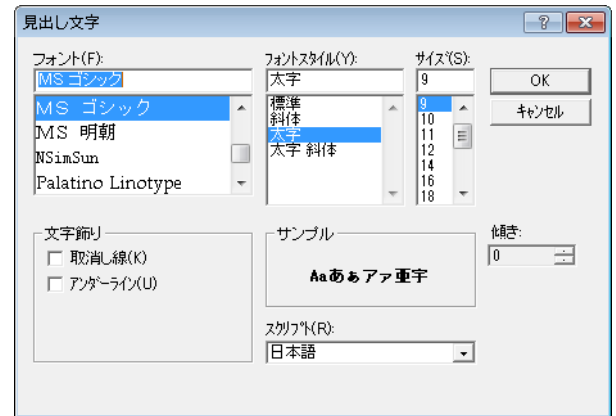 見出し文字
フォント(F):
MS ゴシック
MS ゴシック
MS 明朝
NSimSun
Palatino Linotype
フォントスタイル(Y):
太字
標準
斜体
太字
太字 斜体
サイズ(S):
9
9
10
11
12
14
16
18
OK
キャンセル
文字飾り
取消し線(K)
アンダーライン(U)
サンプル
Aaあぁアァ亜宇
傾き:
0
スクリプト(R):
日本語